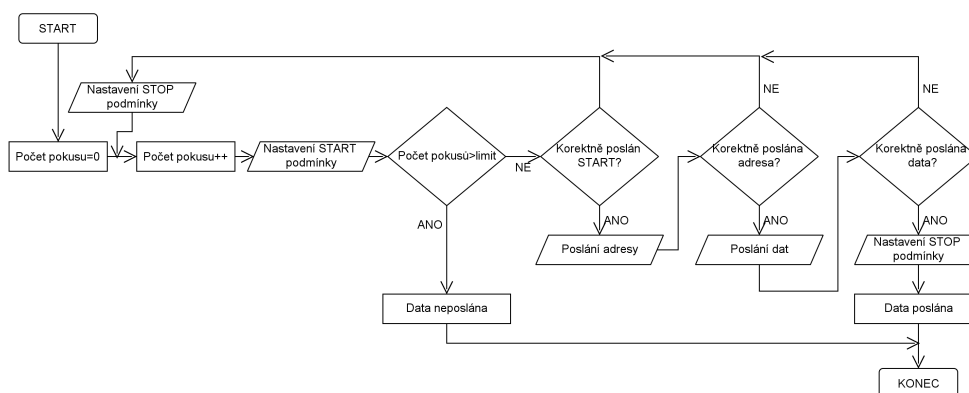 START
NE
NE
Nastavení STOP
podmínky
Počet pokusu=0
Počet pokusu++
Nastavení START
podmínky
Počet pokusů>limit
NE
Korektně poslán
START?
Korektně poslána
adresa?
Korektně poslána
data?
ANO
ANO
ANO
ANO
Poslání adresy
Poslání dat
Nastavení STOP
podmínky
Data neposlána
Data poslána
KONEC